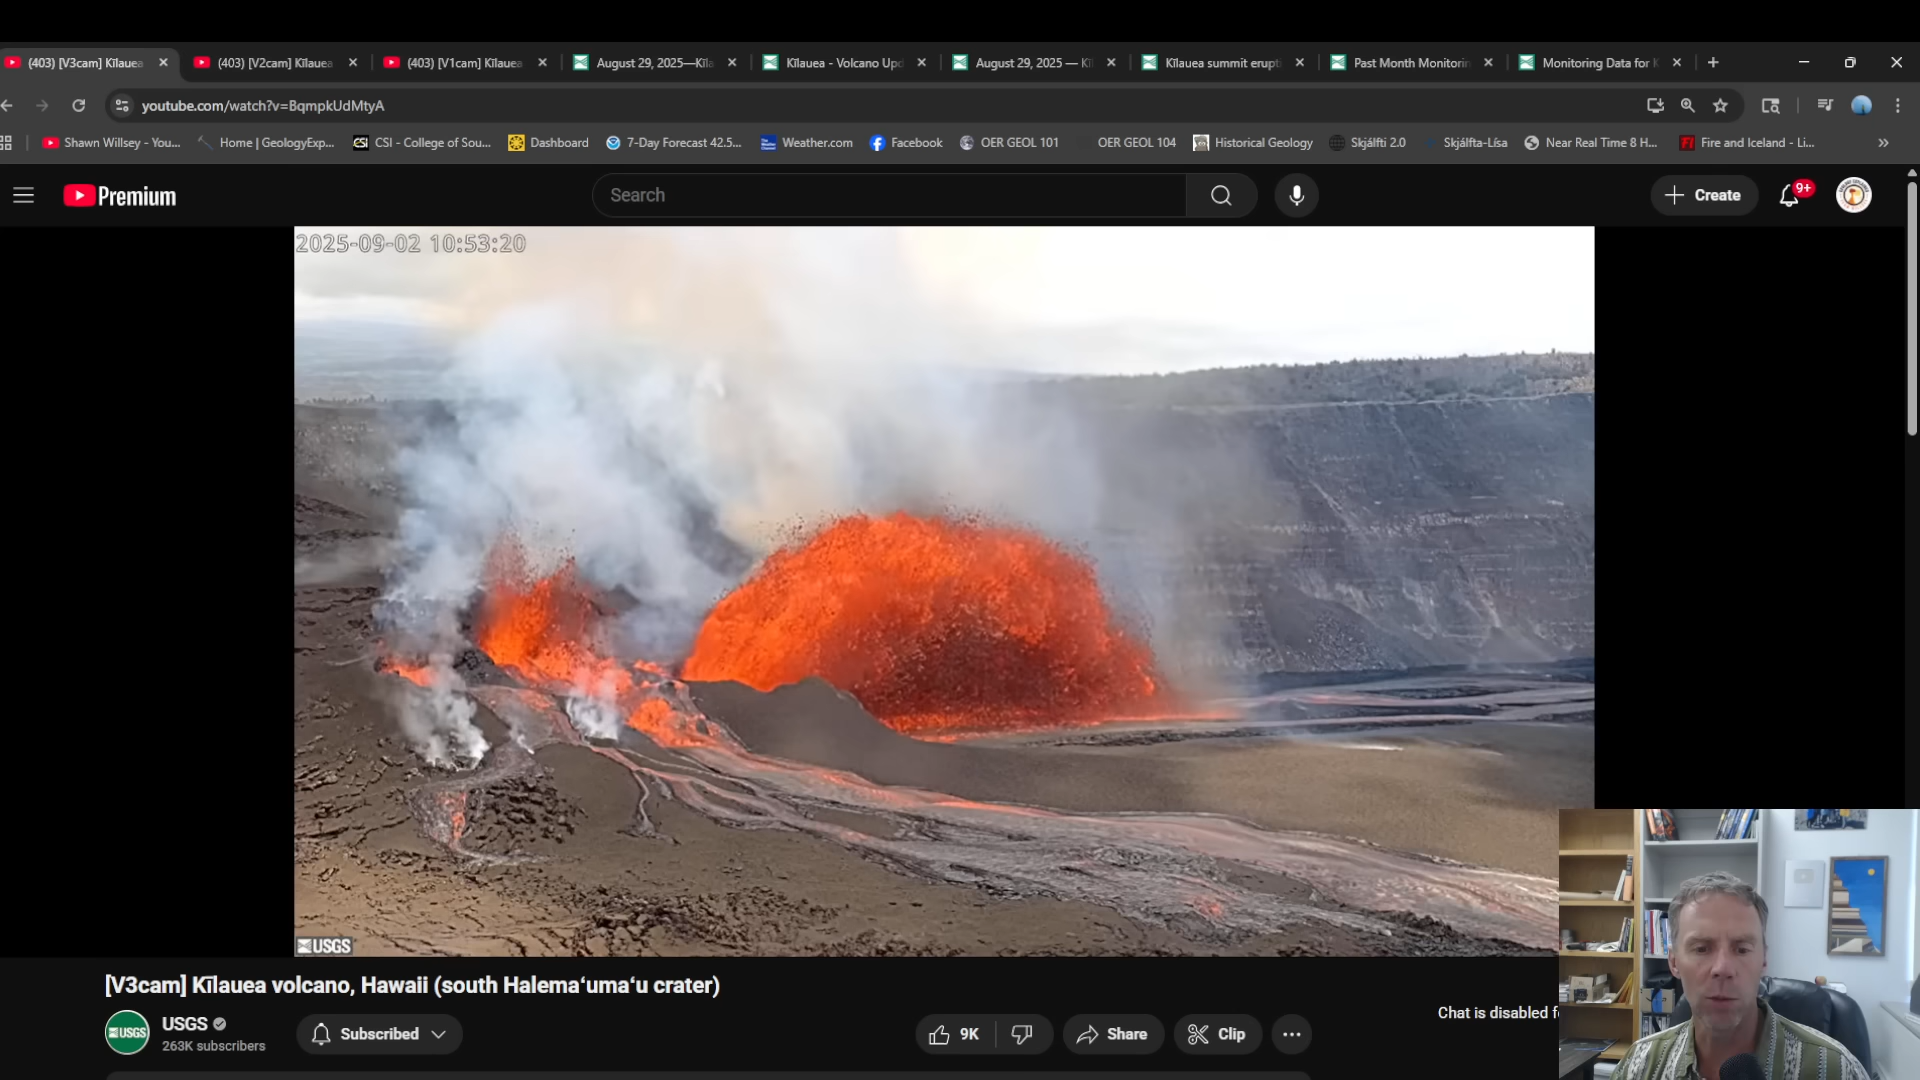 (403) [V3cam] Kīlauea
(403) [V2cam] Kīlauea
(403) [V1cam] Kīlauea
August 29, 2025—Kīla
Kīlauea - Volcano Upd
August 29, 2025 — Kī
Kīlauea summit erupti
Past Month Monitorin
Monitoring Data for K
youtube.com/watch?v=BqmpkUdMtyA
Shawn Willsey - You...
Home | GeologyExp...
CSI - College of Sou...
Dashboard
7-Day Forecast 42.5...
Weather.com
Facebook
OER GEOL 101
OER GEOL 104
Historical Geology
Skjálfti 2.0
Skjálfta-Lísa
Near Real Time 8 H...
Fire and Iceland - Li...
Premium
Search
Create
9+
2025-09-02 10:53:20
USGS
[V3cam] Kīlauea volcano, Hawaii (south Halemaʻumaʻu crater)
USGS
USGS
263K subscribers
Subscribed
9K
Share
Clip
Chat is disabled f